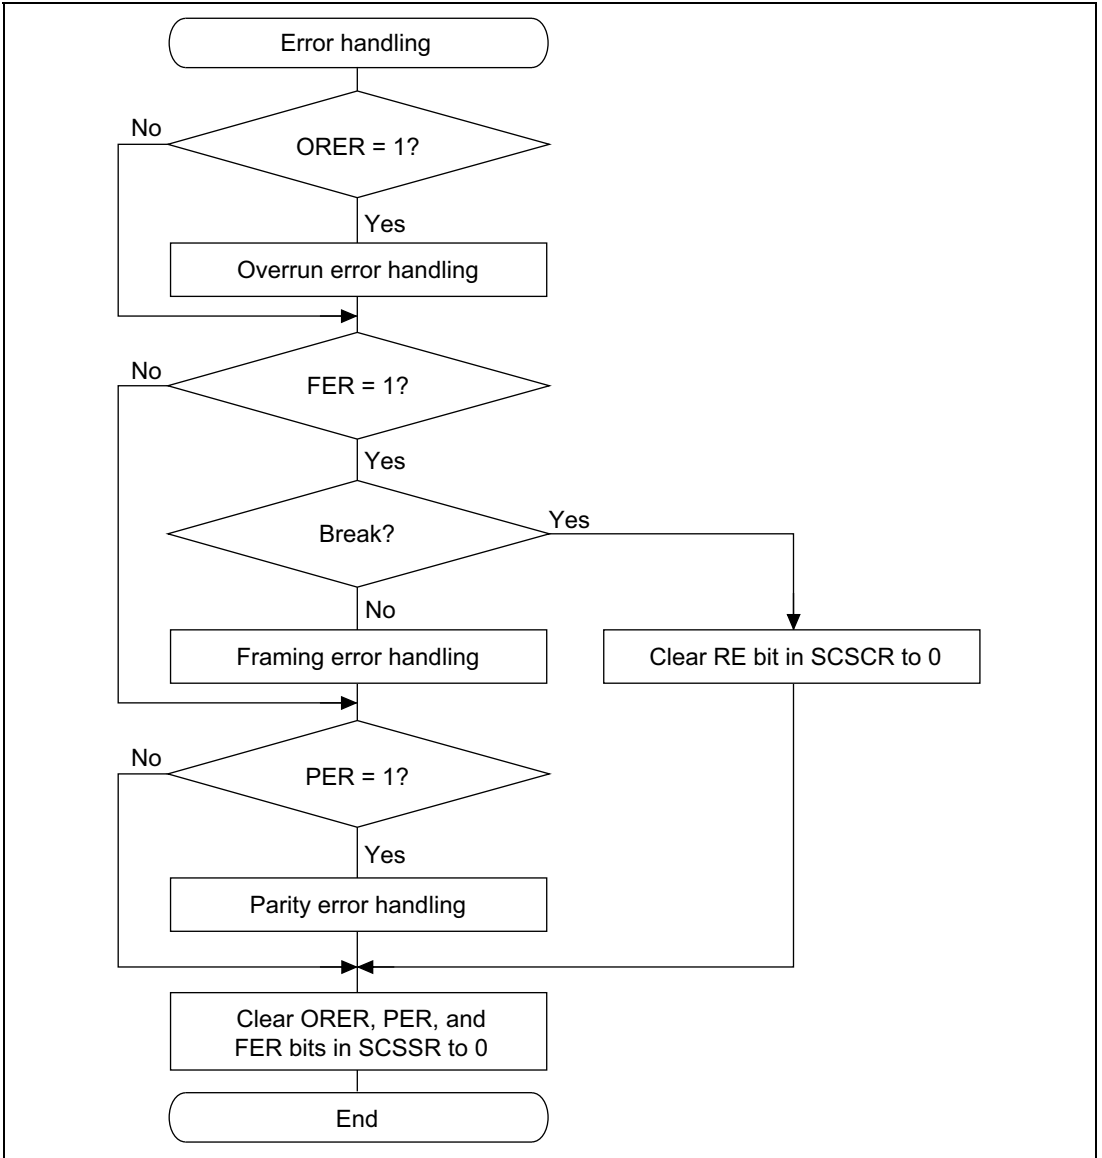 Error handling
No
ORER = 1?
Yes
Overrun error handling
No
FER = 1?
Yes
Break?
Yes
No
Framing error handling
Clear RE bit in SCSCR to 0
No
PER = 1?
Yes
Parity error handling
Clear ORER, PER, and
FER bits in SCSSR to 0
End